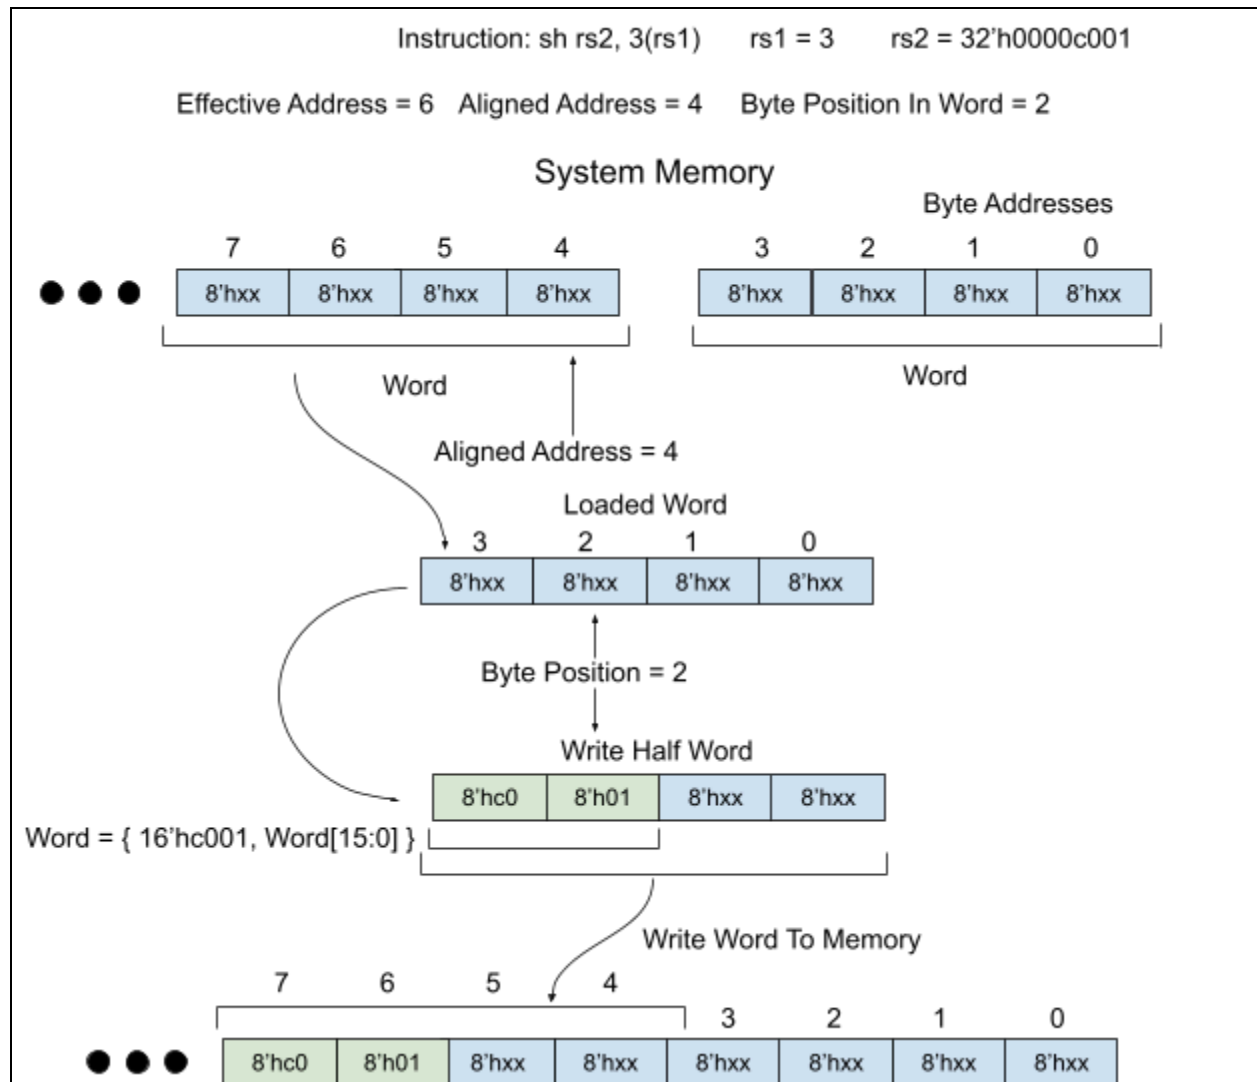 Instruction: sh rs2, 3(rs1) rs1 = 3 rs2 = 32'h0000c001
Effective Address = 6 Aligned Address = 4 Byte Position In Word = 2
System Memory
Byte Addresses
7 6 5 4 3 2 1 0
8'hxx 8'hxx 8'hxx 8'hxx 8'hxx 8'hxx 8'hxx 8'hxx
Word Word
Aligned Address = 4
Loaded Word
3 2 1 0
8'hxx 8'hxx 8'hxx 8'hxx
Byte Position = 2
Write Half Word
8'hc0 8'h01 8'hxx 8'hxx
Word = { 16'hc001, Word[15:0] }
Write Word To Memory
7 6 5 4 3 2 1 0
8'hc0 8'h01 8'hxx 8'hxx 8'hxx 8'hxx 8'hxx 8'hxx